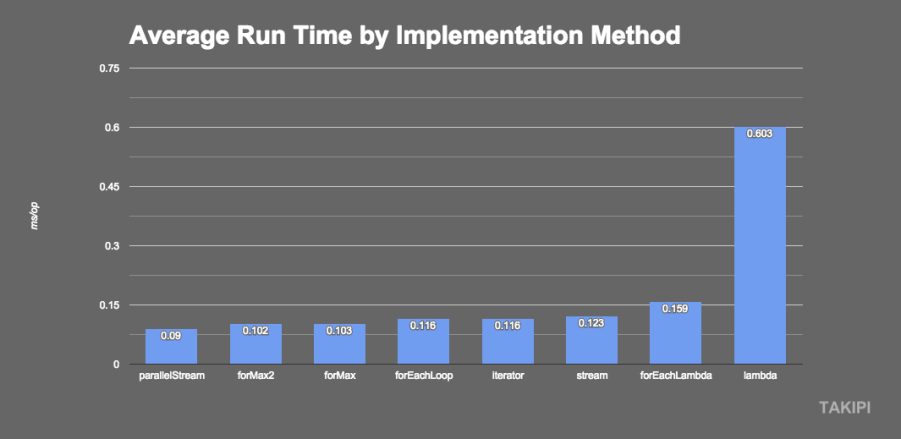 Average Run Time by Implementation Method
0.75
0.6
0.45
0.3
0.15
0
ms/op
0.09
0.102
0.103
0.116
0.116
0.123
0.159
0.603
parallelStream
forMax2
forMax
forEachLoop
iterator
stream
forEachLambda
lambda
TAKIPI